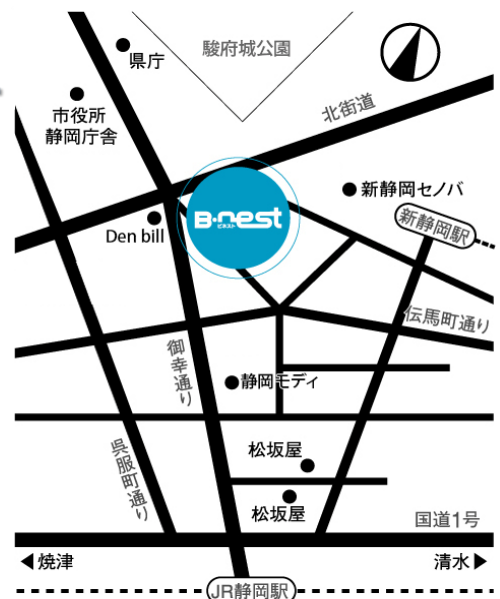 県庁
駿府城公園
市役所
静岡庁舎
北街道
新静岡セノバ
B-nest
ビネスト
新静岡駅
Den bill
伝馬町通り
御幸通り
静岡モディ
呉服町通り
松坂屋
松坂屋
国道1号
◀焼津
清水▶
JR静岡駅